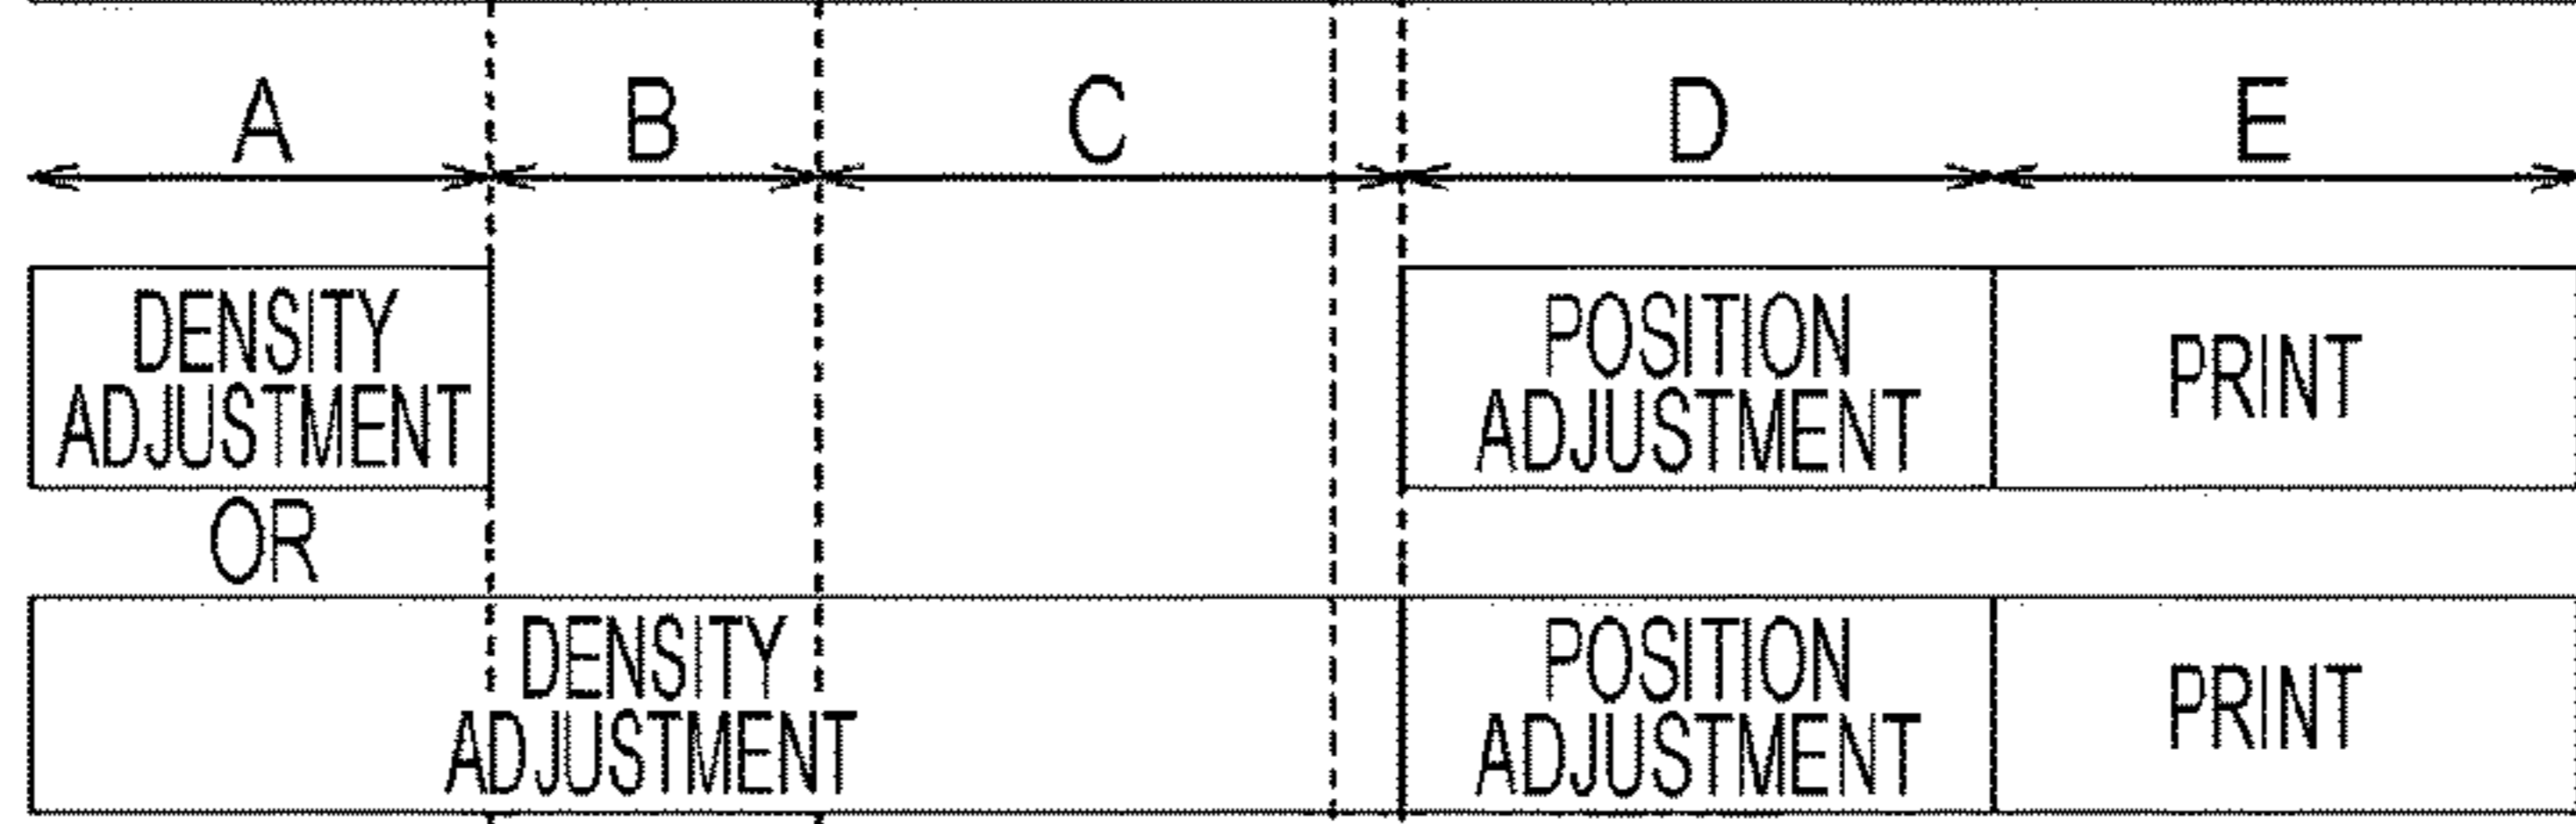 A B C D E
DENSITY
ADJUSTMENT
POSITION
ADJUSTMENT
PRINT
OR
DENSITY
ADJUSTMENT
POSITION
ADJUSTMENT
PRINT